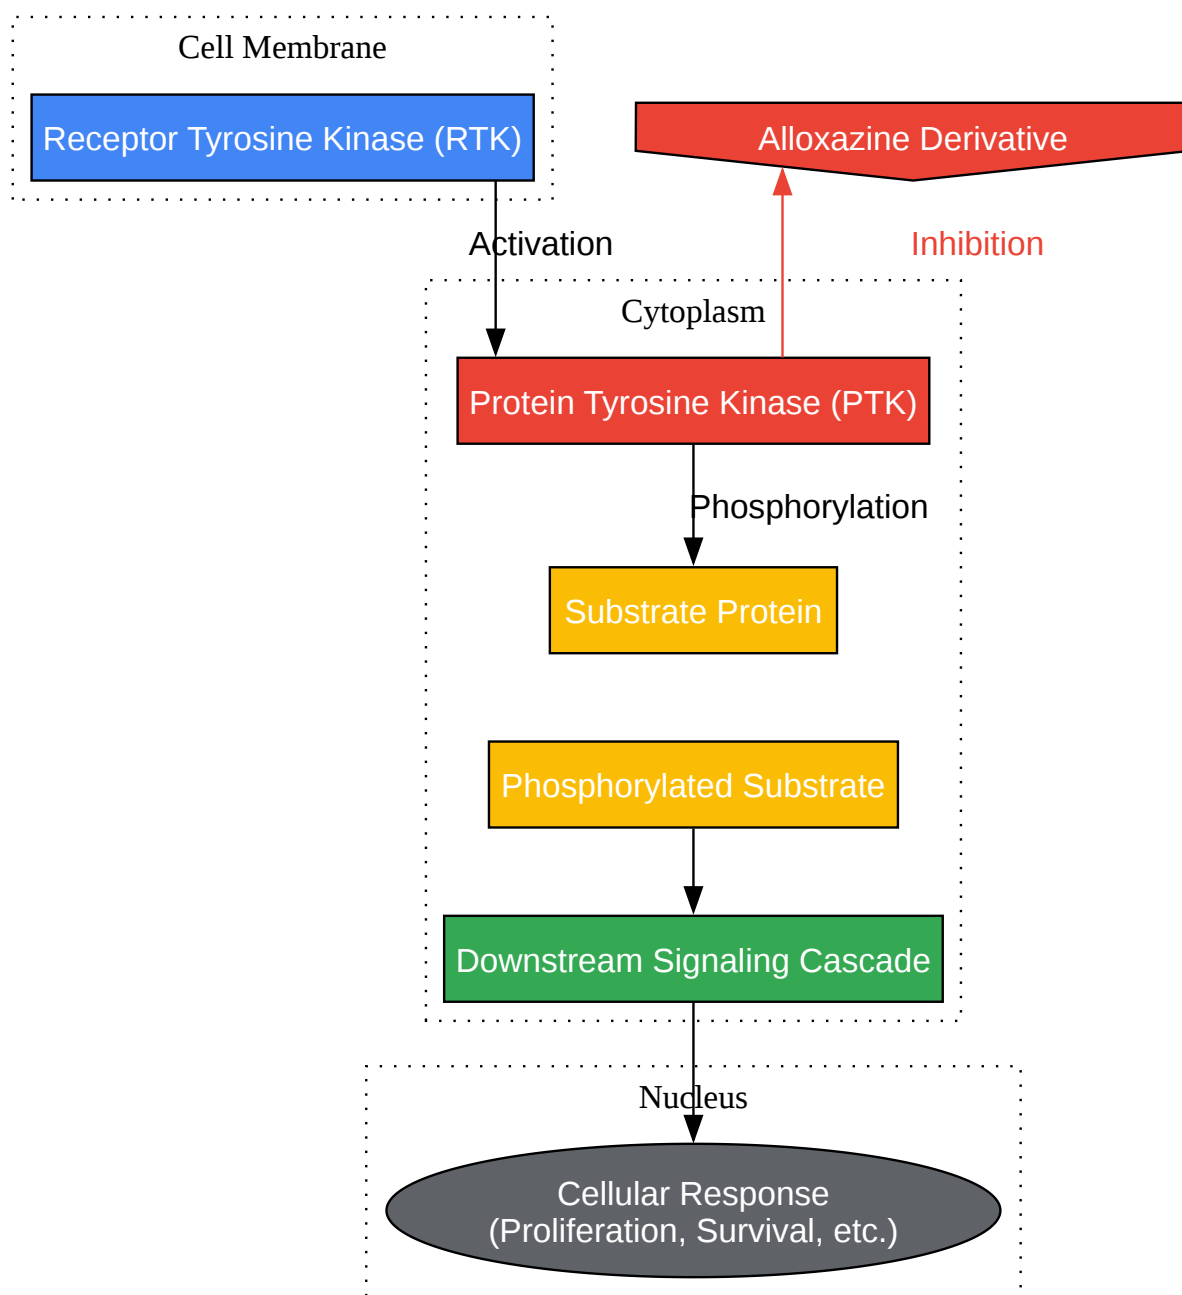 Cell Membrane
Receptor Tyrosine Kinase (RTK)
Alloxazine Derivative
Activation
Inhibition
Cytoplasm
Protein Tyrosine Kinase (PTK)
Phosphorylation
Substrate Protein
Phosphorylated Substrate
Downstream Signaling Cascade
Nucleus
Cellular Response
(Proliferation, Survival, etc.)